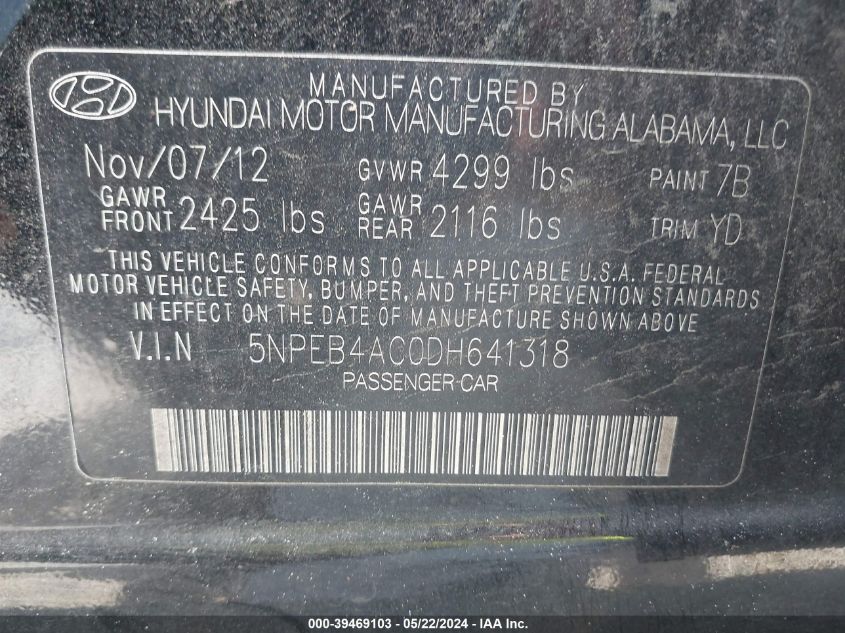 MANUFACTURED BY
HYUNDAI MOTOR MANUFACTURING ALABAMA, LLC
Nov/07/12 GVWR 4299 lbs PAINT 7B
GAWR FRONT 2425 lbs GAWR REAR 2116 lbs TRIM YD
THIS VEHICLE CONFORMS TO ALL APPLICABLE U.S.A. FEDERAL
MOTOR VEHICLE SAFETY, BUMPER, AND THEFT PREVENTION STANDARDS
IN EFFECT ON THE DATE OF MANUFACTURE SHOWN ABOVE
V.I.N 5NPEB4AC0DH641318
PASSENGER CAR
000-39469103 - 05/22/2024 - IAA Inc.